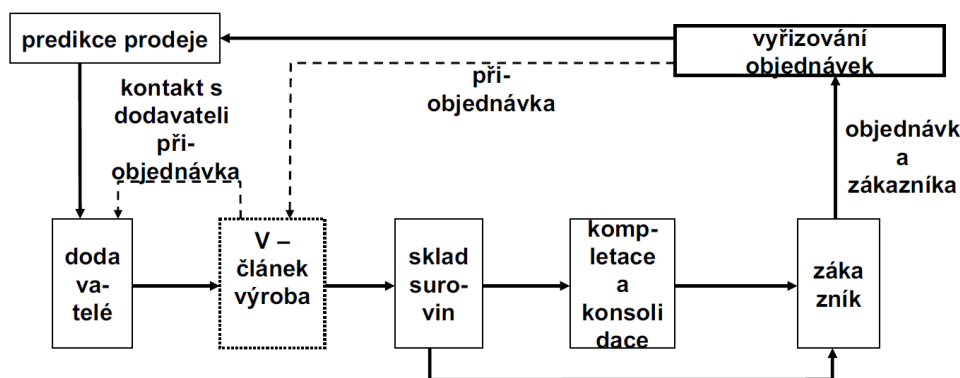 predikce prodeje
vyřizování
objednávek
kontakt s
dodavateli
při-
objednávka
při-
objednávka
objednávk
a
zákazníka
doda
va-
telé
V –
článek
výroba
sklad
suro-
vin
komp-
letace
a
konsoli
dace
záka
zník